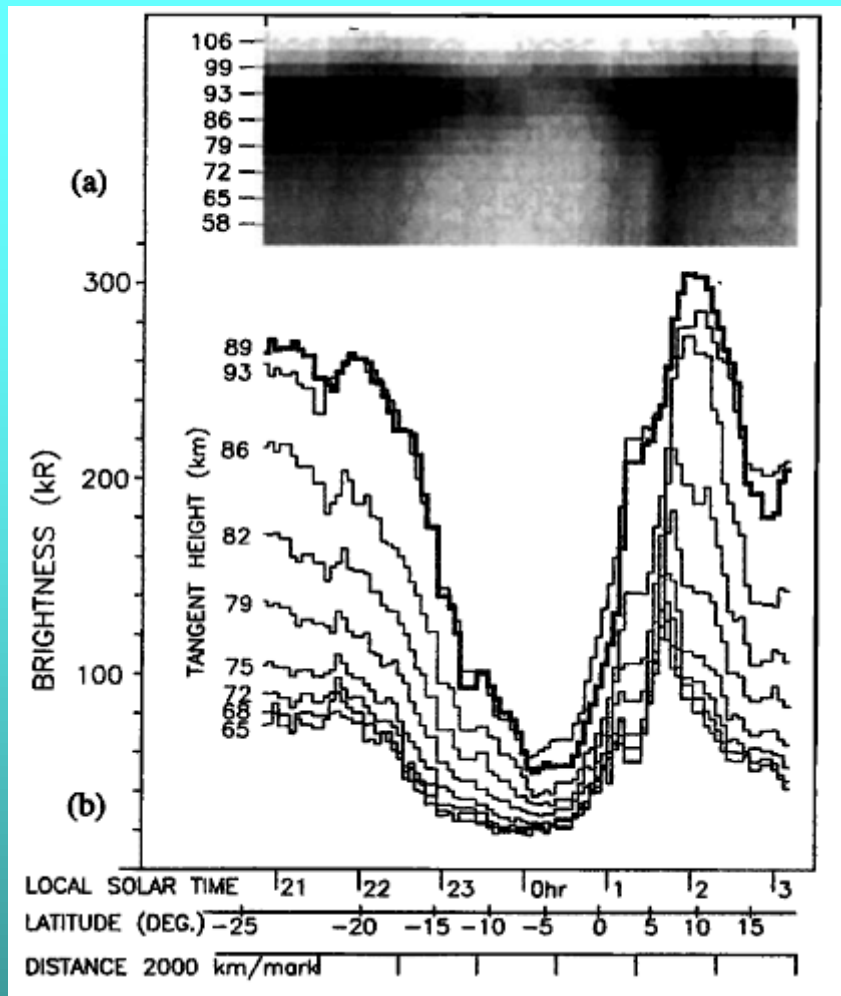 106
99
93
86
79
72
65
58
(a)
300
89
93
86
200
82
79
100
75
72
68
65
BRIGHTNESS (kR)
TANGENT HEIGHT (km)
(b)
LOCAL SOLAR TIME 21 22 23 0hr 1 2 3
LATITUDE (DEG.) -25 -20 -15 -10 -5 0 5 10 15
DISTANCE 2000 km/mark